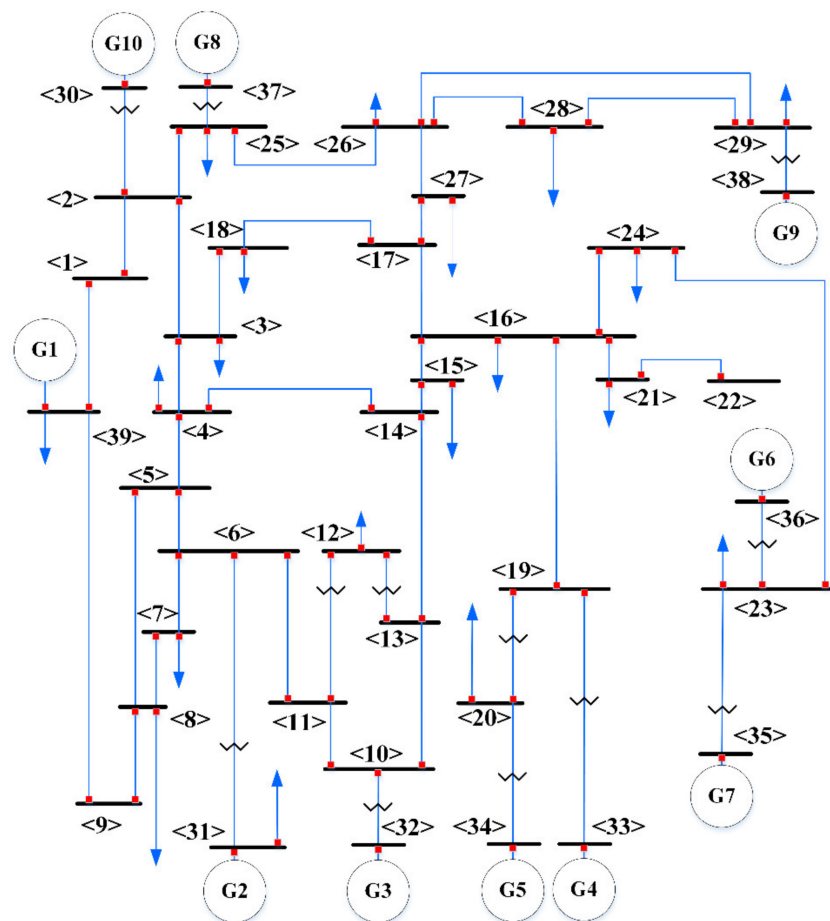 G10 G8
<30> <37>
<25> <26> <28> <29>
<2> <27> <38>
<18> <24> G9
<1> <17>
<3> <16>
G1 <15>
<21> <22>
<39> <4> <14>
G6
<5>
<6> <12> <36>
<19>
<7> <13> <23>
<8> <11> <20>
<10> <35>
G7
<9> <31> <32> <34> <33>
G2 G3 G5 G4